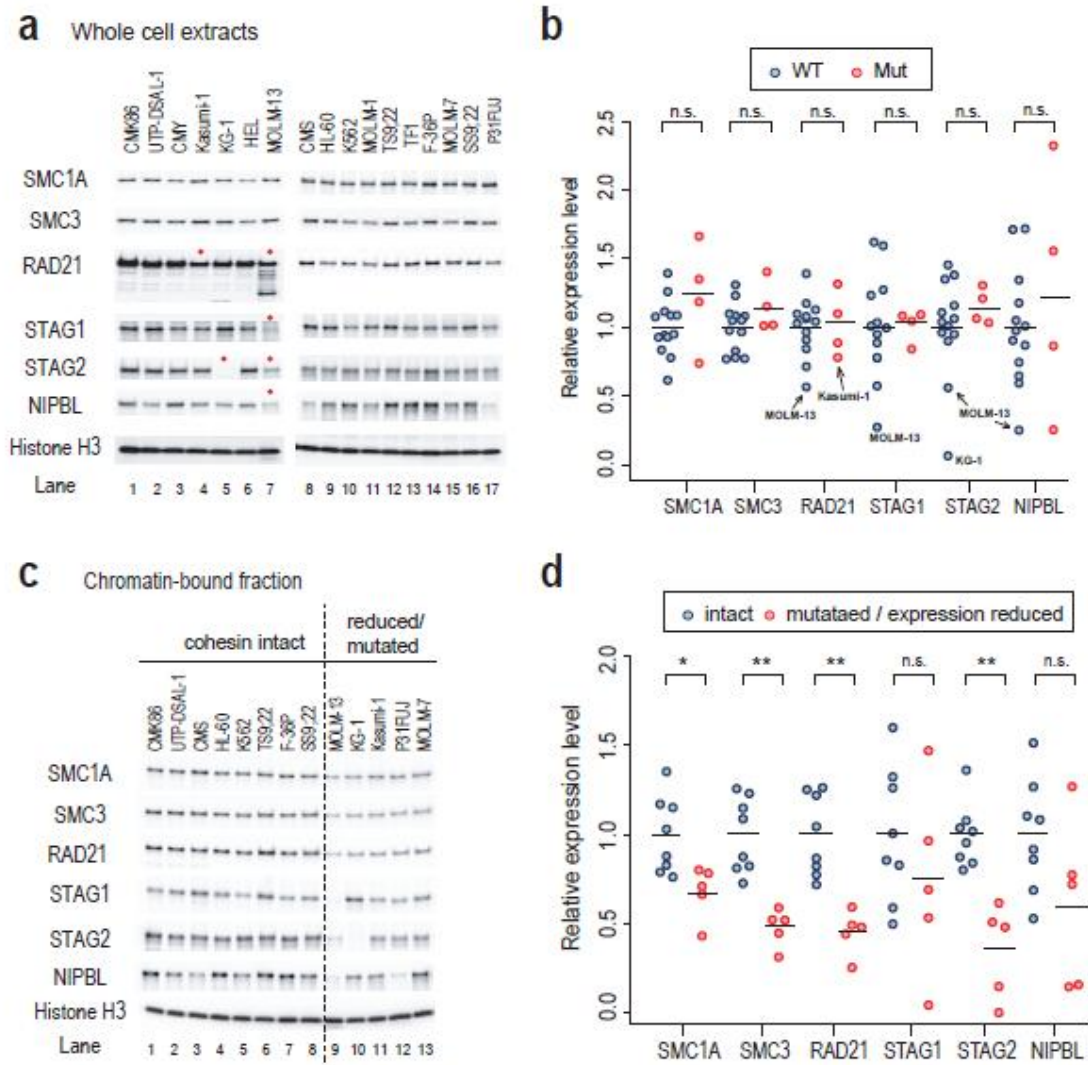 a Whole cell extracts
CMK86 UTP-DSAL-1 CMY Kasumi-1 KG-1 HEL MOLM-13 CMS HL-60 K562 MOLM-1 TS9;22 TF1 F-36P MOLM-7 SS9;22 P31FUJ
SMC1A
SMC3
RAD21
STAG1
STAG2
NIPBL
Histone H3
Lane 1 2 3 4 5 6 7 8 9 10 11 12 13 14 15 16 17
b
WT Mut
n.s. n.s. n.s. n.s. n.s. n.s.
Relative expression level
2.5
2.0
1.5
1.0
0.5
0.0
MOLM-13
Kasumi-1
MOLM-13
MOLM-13
KG-1
SMC1A SMC3 RAD21 STAG1 STAG2 NIPBL
c Chromatin-bound fraction
cohesin intact
reduced/
mutated
CMK86 UTP-DSAL-1 CMS HL-60 K562 TS9;22 F-36P SS9;22 MOLM-13 KG-1 Kasumi-1 P31FUJ MOLM-7
SMC1A
SMC3
RAD21
STAG1
STAG2
NIPBL
Histone H3
Lane 1 2 3 4 5 6 7 8 9 10 11 12 13
d
intact mutataed / expression reduced
* ** ** n.s. ** n.s.
Relative expression level
2.0
1.5
1.0
0.5
0.0
SMC1A SMC3 RAD21 STAG1 STAG2 NIPBL